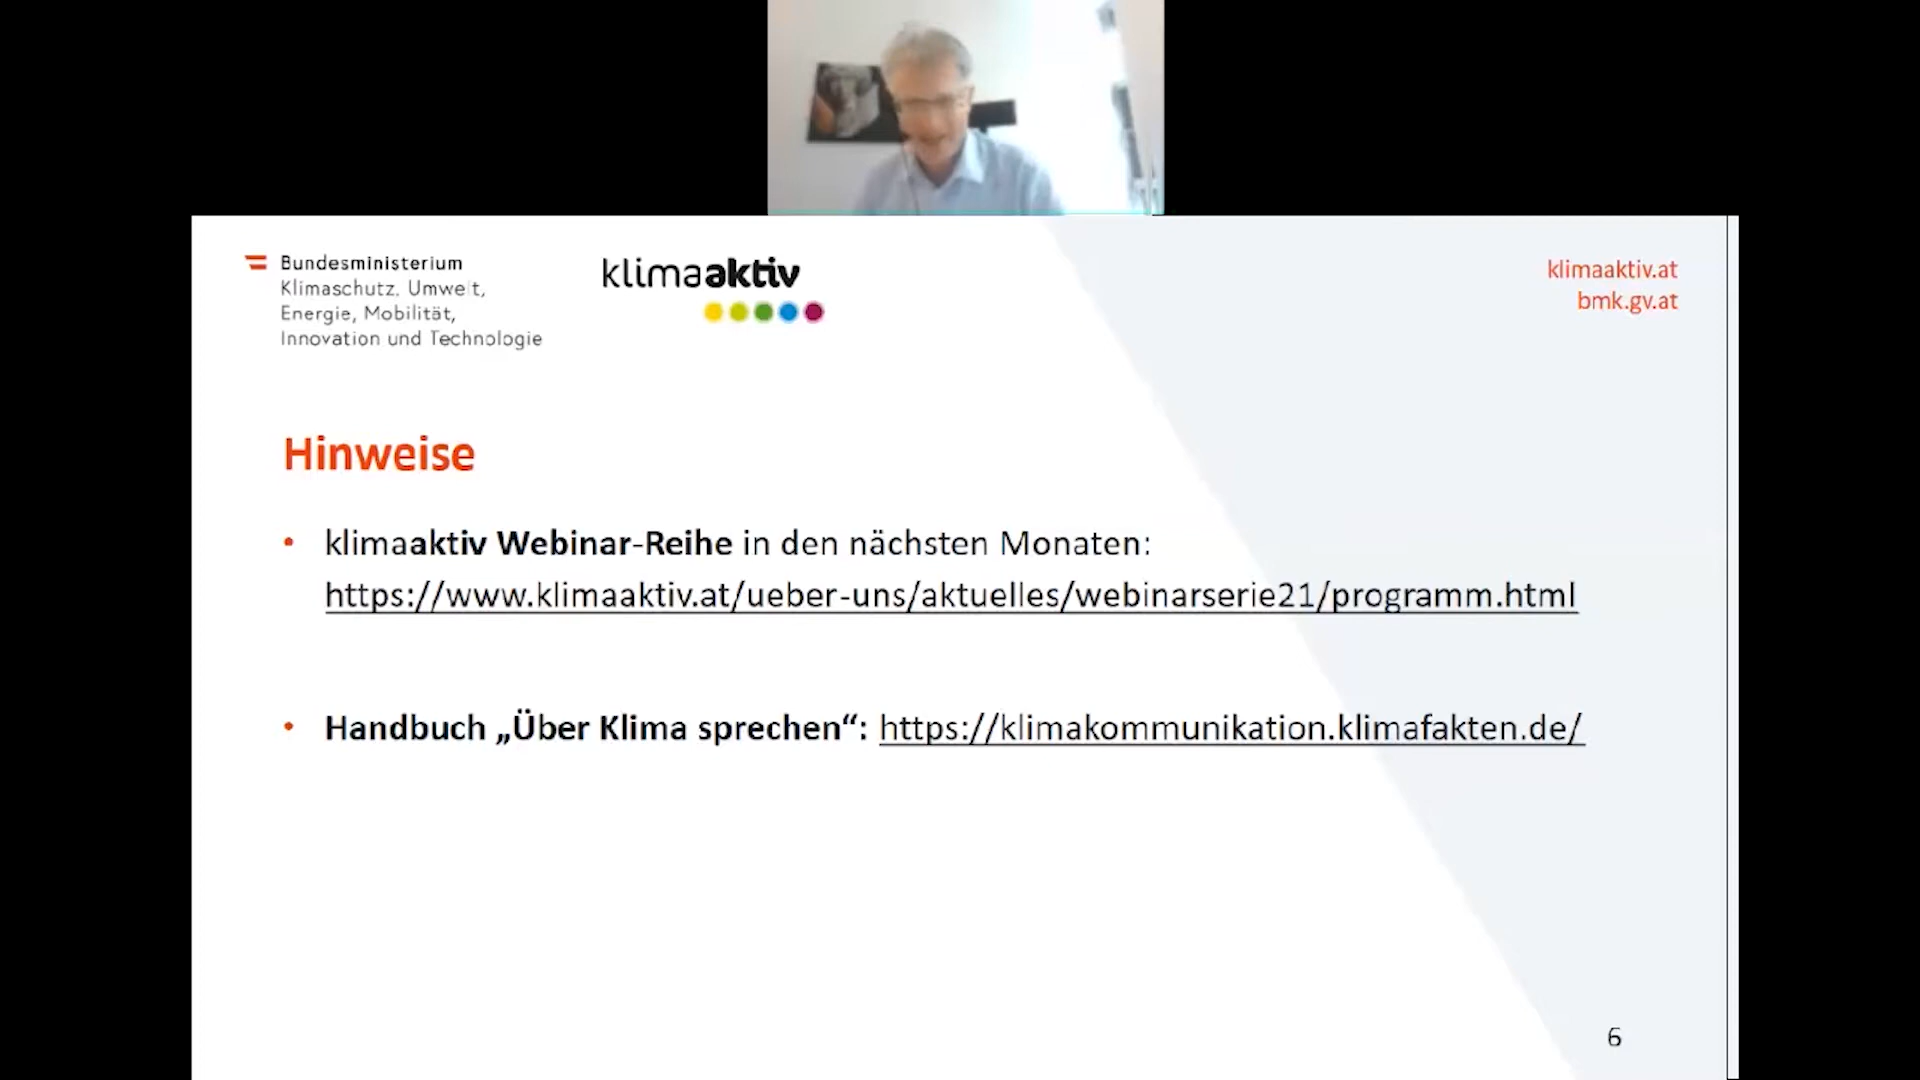 Bundesministerium
Klimaschutz, Umwelt,
Energie, Mobilität,
Innovation und Technologie
klimaaktiv
klimaaktiv.at
bmk.gv.at
Hinweise
• klimaaktiv Webinar-Reihe in den nächsten Monaten:
https://www.klimaaktiv.at/ueber-uns/aktuelles/webinarserie21/programm.html
• Handbuch „Über Klima sprechen“: https://klimakommunikation.klimafakten.de/
6